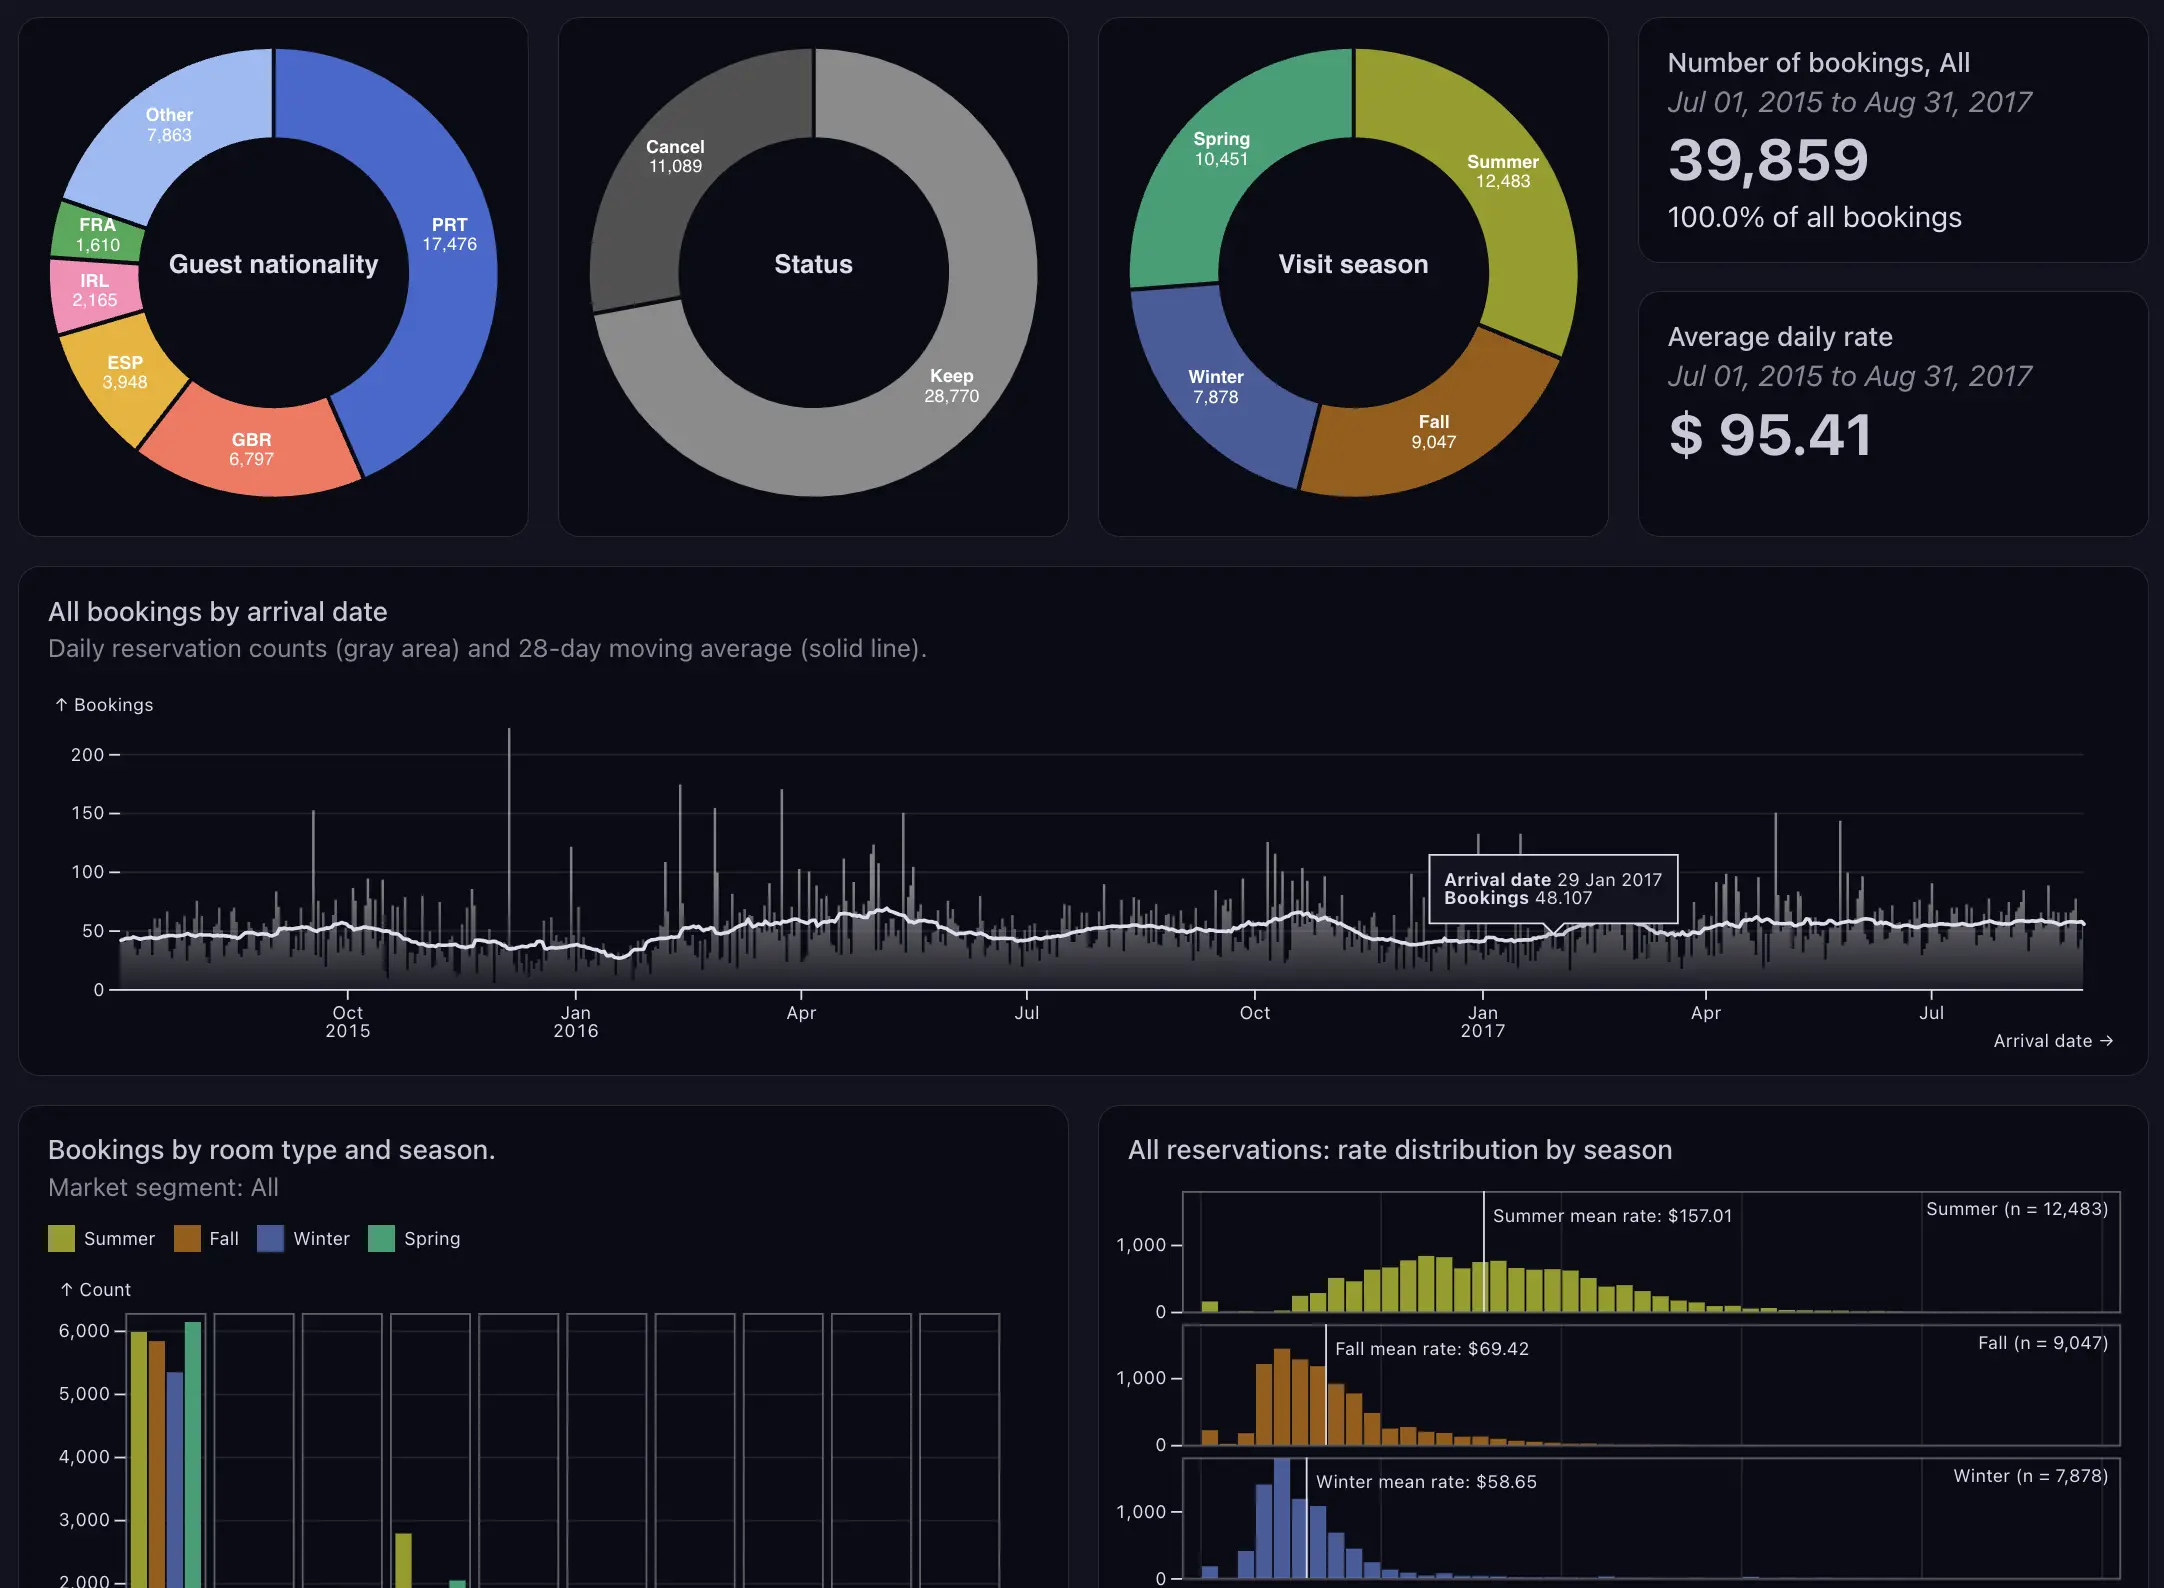 Other
7,863
FRA
1,610
IRL
2,165
ESP
3,948
GBR
6,797
PRT
17,476
Guest nationality
Cancel
11,089
Status
Keep
28,770
Spring
10,451
Summer
12,483
Visit season
Winter
7,878
Fall
9,047
Number of bookings, All
Jul 01, 2015 to Aug 31, 2017
39,859
100.0% of all bookings
Average daily rate
Jul 01, 2015 to Aug 31, 2017
$ 95.41
All bookings by arrival date
Daily reservation counts (gray area) and 28-day moving average (solid line).
↑ Bookings
200
150
100
50
0
Arrival date 29 Jan 2017
Bookings 48.107
Oct
2015
Jan
2016
Apr
Jul
Oct
Jan
2017
Apr
Jul
Arrival date →
Bookings by room type and season.
Market segment: All
Summer Fall Winter Spring
↑ Count
6,000
5,000
4,000
3,000
2,000
All reservations: rate distribution by season
Summer mean rate: $157.01
Summer (n = 12,483)
1,000
0
Fall mean rate: $69.42
Fall (n = 9,047)
1,000
0
Winter mean rate: $58.65
Winter (n = 7,878)
1,000
0